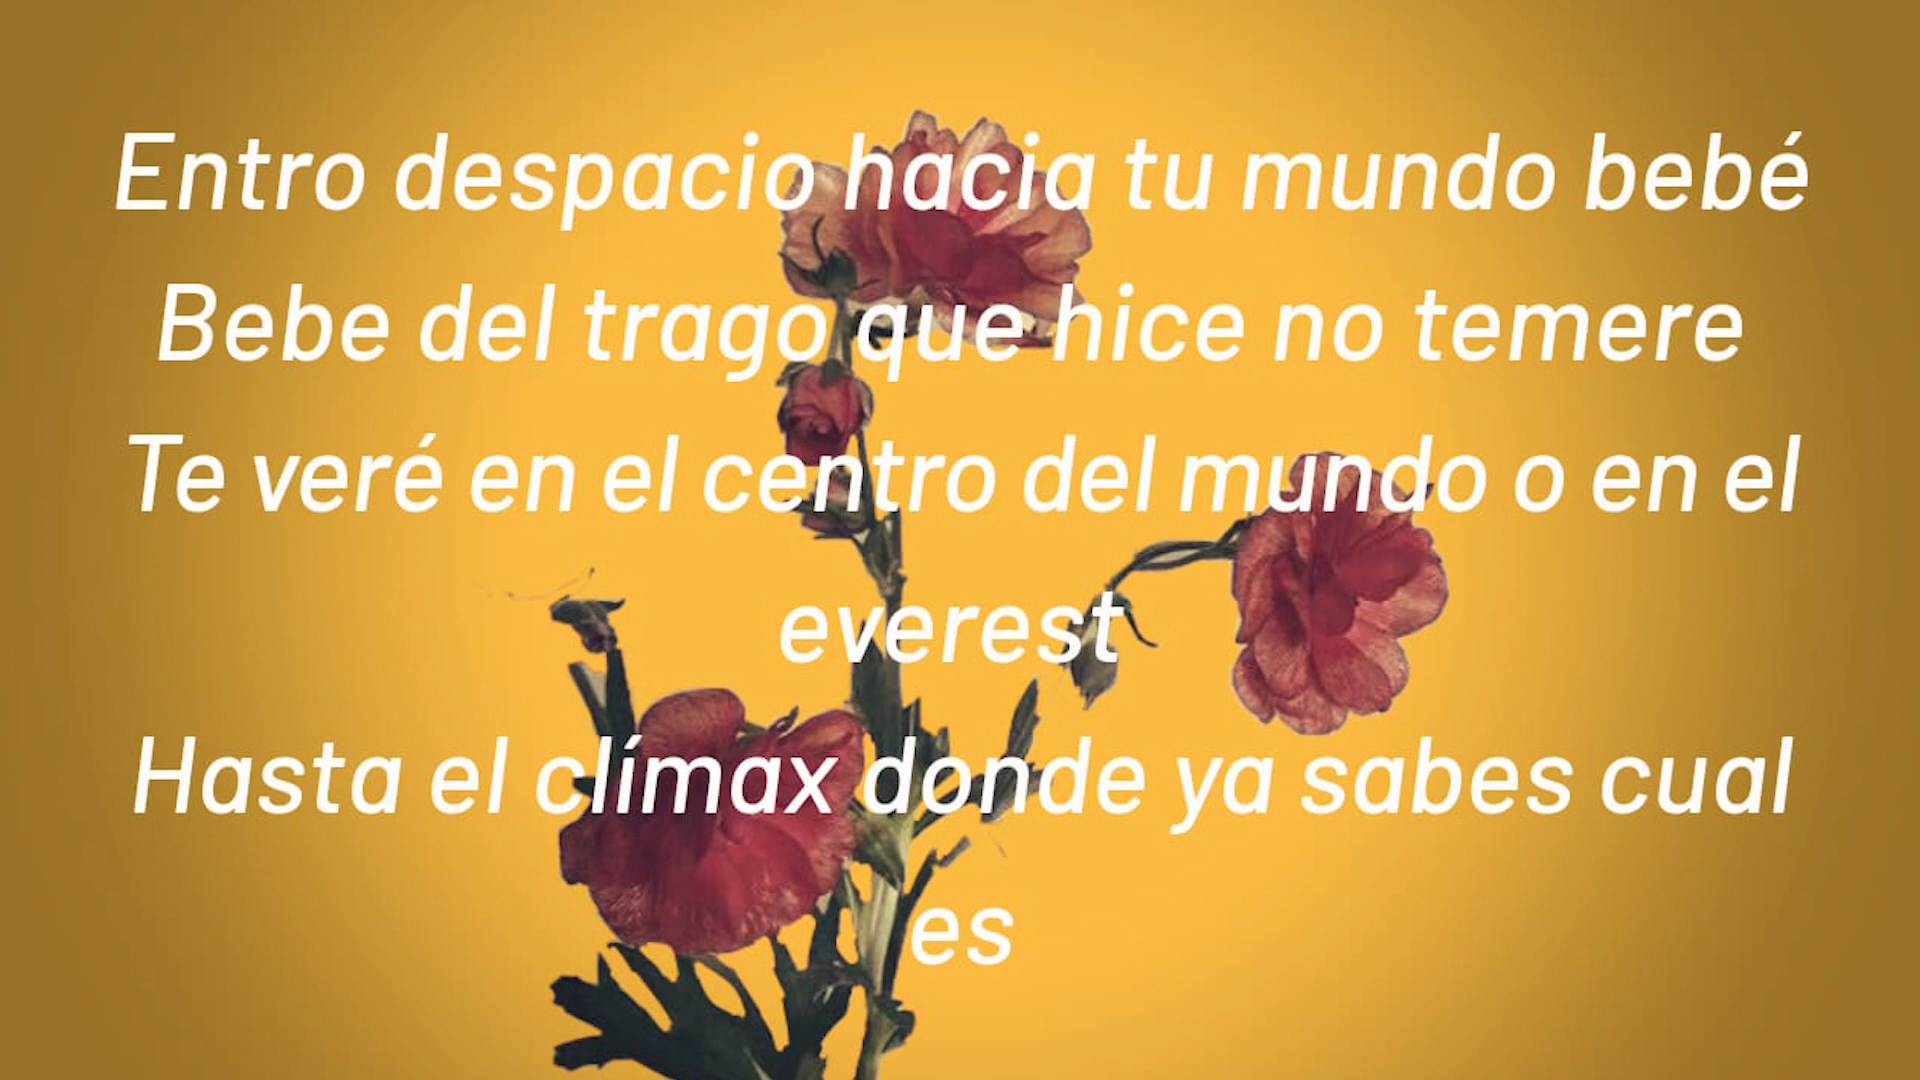 Entro despacio hacia tu mundo bebé
Bebe del trago que hice no temere
Te veré en el centro del mundo o en el
everest
Hasta el clímax donde ya sabes cual
es